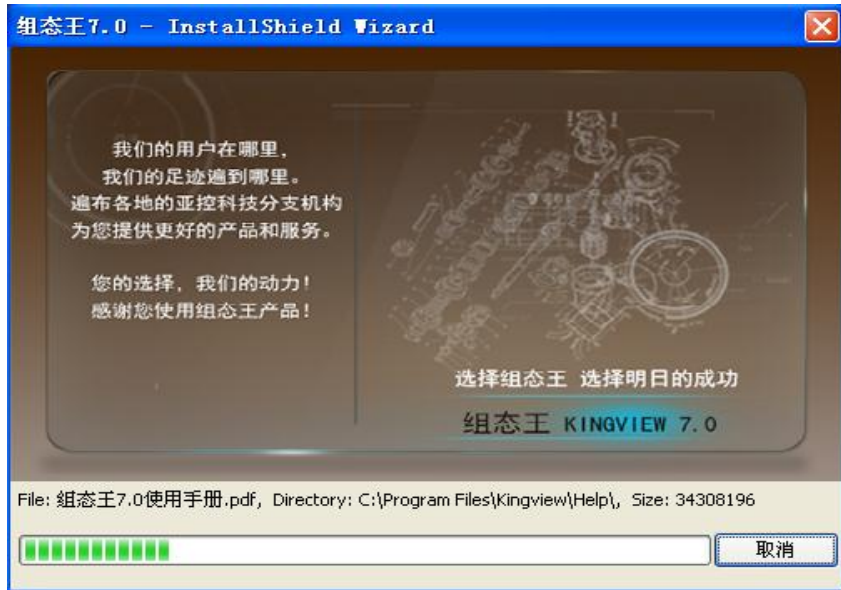 组态王7.0 - InstallShield Wizard
我们的用户在哪里，
我们的足迹遍到哪里。
遍布各地的亚控科技分支机构
为您提供更好的产品和服务。
您的选择，我们的动力！
感谢您使用组态王产品！
选择组态王 选择明日的成功
组态王 KINGVIEW 7.0
File: 组态王7.0使用手册.pdf, Directory: C:\Program Files\Kingview\Help\, Size: 34308196
取消